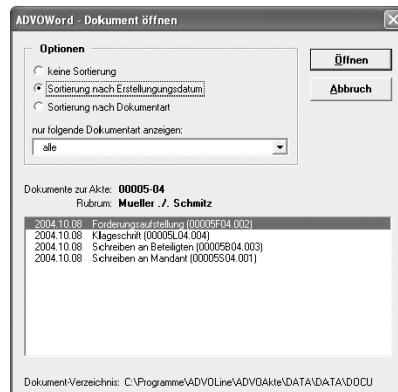 ADVOWord - Dokument öffnen
Optionen
keine Sortierung
Sortierung nach Erstellungungsdatum
Sortierung nach Dokumentart
nur folgende Dokumentart anzeigen:
alle
Öffnen
Abbruch
Dokumente zur Akte: 00005-04
Rubrum: Mueller ./. Schmitz
2004.10.08 Forderungsaufstellung (00005F04.002)
2004.10.08 Klageschrift (00005L04.004)
2004.10.08 Schreiben an Beteiligten (00005B04.003)
2004.10.08 Schreiben an Mandant (00005S04.001)
Dokument-Verzeichnis: C:\Programme\ADVOLine\ADVOAkte\DATA\DATA\DOCU